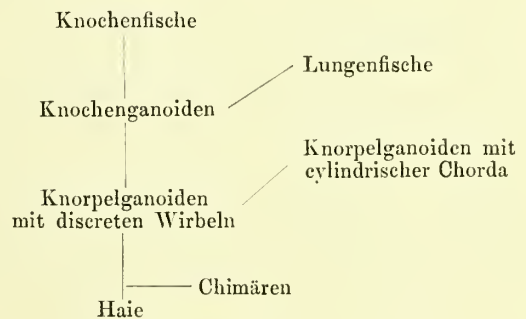 Knochenfische
Lungenfische
Knochenganoiden
Knorpelganoiden mit
cylindrischer Chorda
Knorpelganoiden
mit discreten Wirbeln
Chimären
Haie